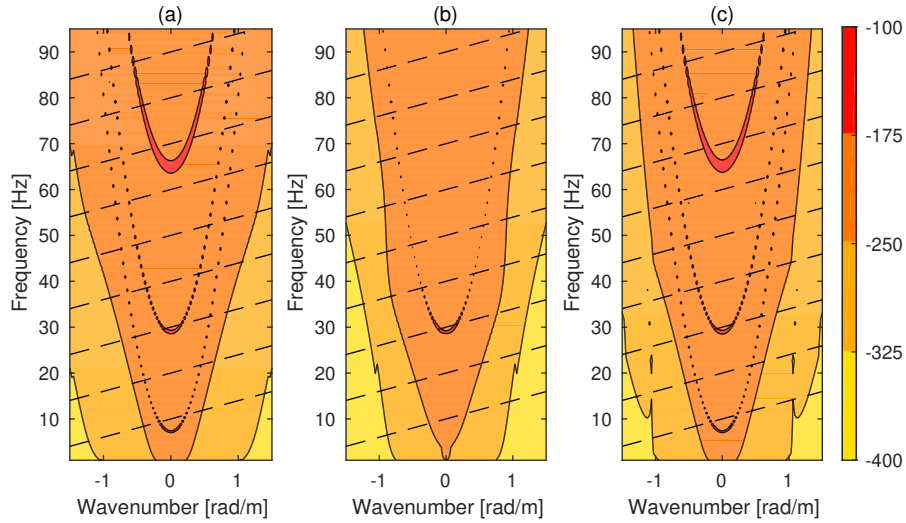 (a) (b) (c)
90 90 90 -100
80 80 80
70 70 70 -175
60 60 60
Frequency [Hz] Frequency [Hz] Frequency [Hz]
50 50 50 -250
40 40 40
30 30 30 -325
20 20 20
10 10 10 -400
-1 0 1 -1 0 1 -1 0 1
Wavenumber [rad/m] Wavenumber [rad/m] Wavenumber [rad/m]